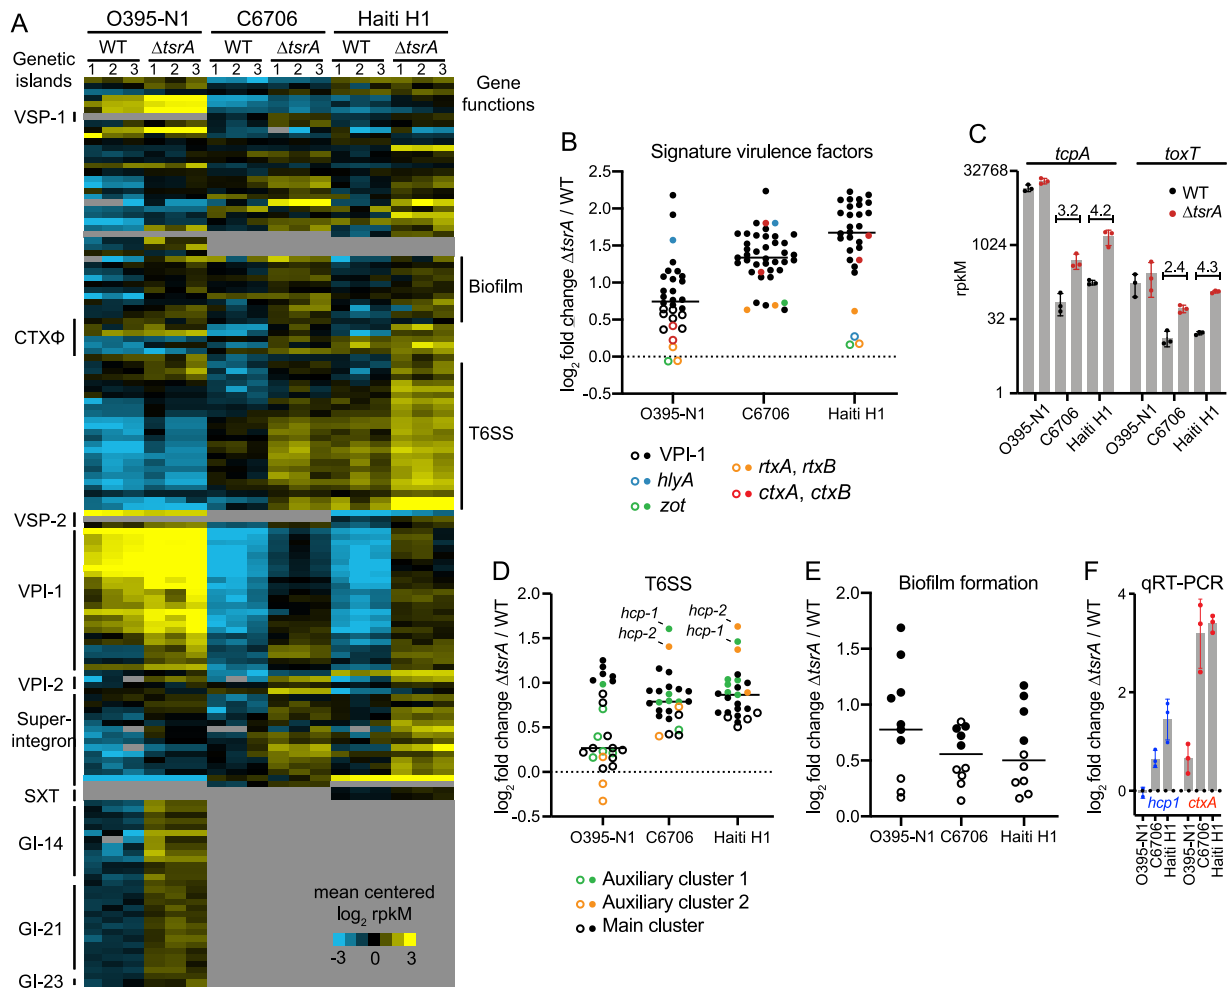 A
O395-N1 C6706 Haiti H1
WT ΔtsrA WT ΔtsrA WT ΔtsrA
Genetic islands
1 2 3 1 2 3 1 2 3 1 2 3 1 2 3 1 2 3
Gene functions
VSP-1
Biofilm
CTXΦ
T6SS
VSP-2
VPI-1
VPI-2
Super-
integron
SXT
GI-14
GI-21
GI-23
mean centered
log2 rpkM
-3 0 3
B
Signature virulence factors
log2 fold change ΔtsrA / WT
2.5
2.0
1.5
1.0
0.5
0.0
-0.5
O395-N1 C6706 Haiti H1
VPI-1
hlyA
zot
rtxA, rtxB
ctxA, ctxB
C
tcpA toxT
rpkM
32768
1024
32
1
WT
ΔtsrA
3.2 4.2 2.4 4.3
O395-N1 C6706 Haiti H1 O395-N1 C6706 Haiti H1
D
T6SS
log2 fold change ΔtsrA / WT
2.0
1.5
1.0
0.5
0.0
-0.5
hcp-1
hcp-2
hcp-2
hcp-1
O395-N1 C6706 Haiti H1
Auxiliary cluster 1
Auxiliary cluster 2
Main cluster
E
Biofilm formation
log2 fold change ΔtsrA / WT
2.0
1.5
1.0
0.5
0.0
O395-N1 C6706 Haiti H1
F
qRT-PCR
log2 fold change ΔtsrA / WT
4
2
0
hcp1 ctxA
O395-N1 C6706 Haiti H1 O395-N1 C6706 Haiti H1